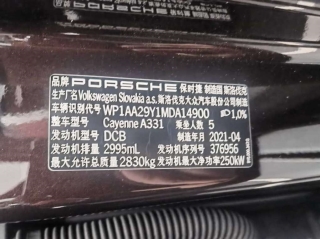 品牌 PORSCHE 保时捷 制造国 斯洛伐克
生产厂名 Volkswagen Slovakia a.s. 斯洛伐克大众汽车股份公司制造
车辆识别代号 WP1AA29Y1MDA14900 1,0%
整车型号 Cayenne A331 乘坐人数 5
发动机型号 DCB 制造年月 2021-04
发动机排量 2995mL 发动机号 376956
最大允许总质量 2830kg 发动机最大净功率 250kW